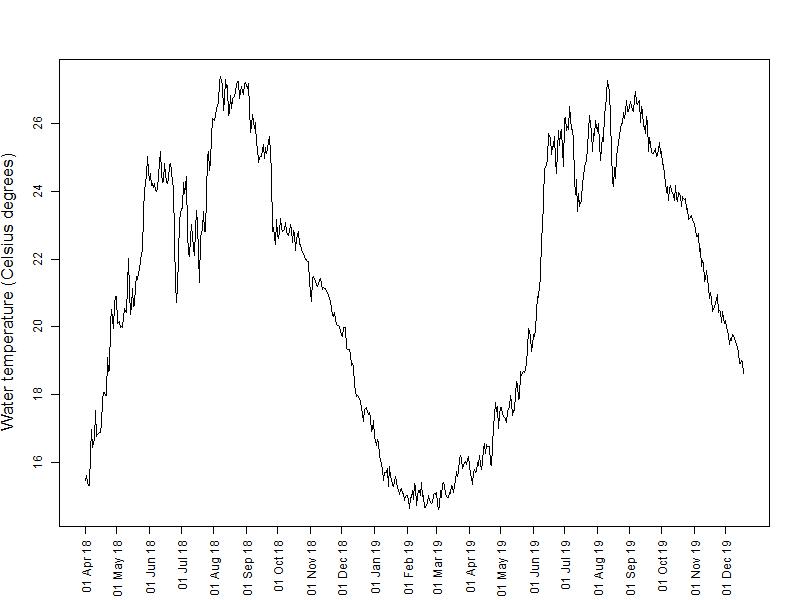 Water temperature (Celsius degrees)
26
24
22
20
18
16
01 Apr 18
01 May 18
01 Jun 18
01 Jul 18
01 Aug 18
01 Sep 18
01 Oct 18
01 Nov 18
01 Dec 18
01 Jan 19
01 Feb 19
01 Mar 19
01 Apr 19
01 May 19
01 Jun 19
01 Jul 19
01 Aug 19
01 Sep 19
01 Oct 19
01 Nov 19
01 Dec 19